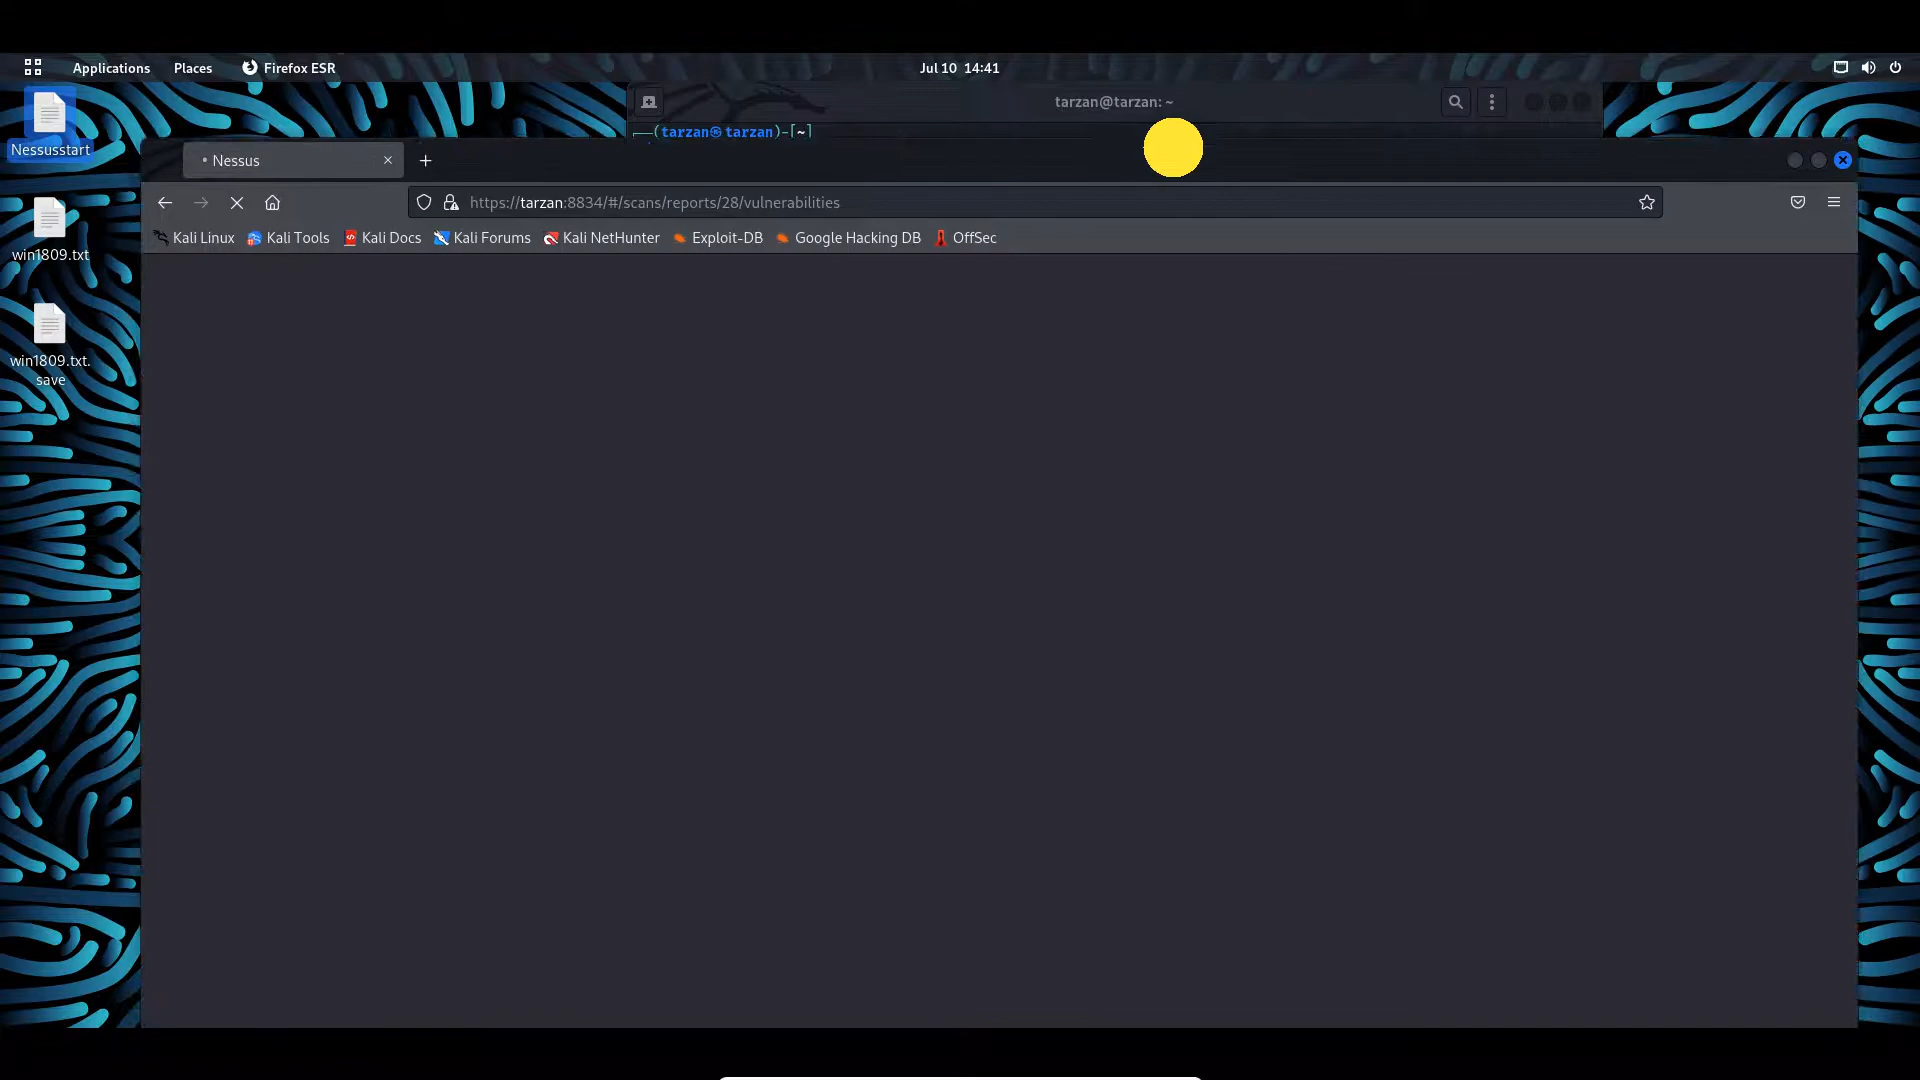 Applications Places Firefox ESR Jul 10 14:41
Nessusstart
win1809.txt
win1809.txt.
save
tarzan@tarzan: ~
(tarzan㉿tarzan)-[~]
Nessus
https://tarzan:8834/#/scans/reports/28/vulnerabilities
Kali Linux Kali Tools Kali Docs Kali Forums Kali NetHunter Exploit-DB Google Hacking DB OffSec